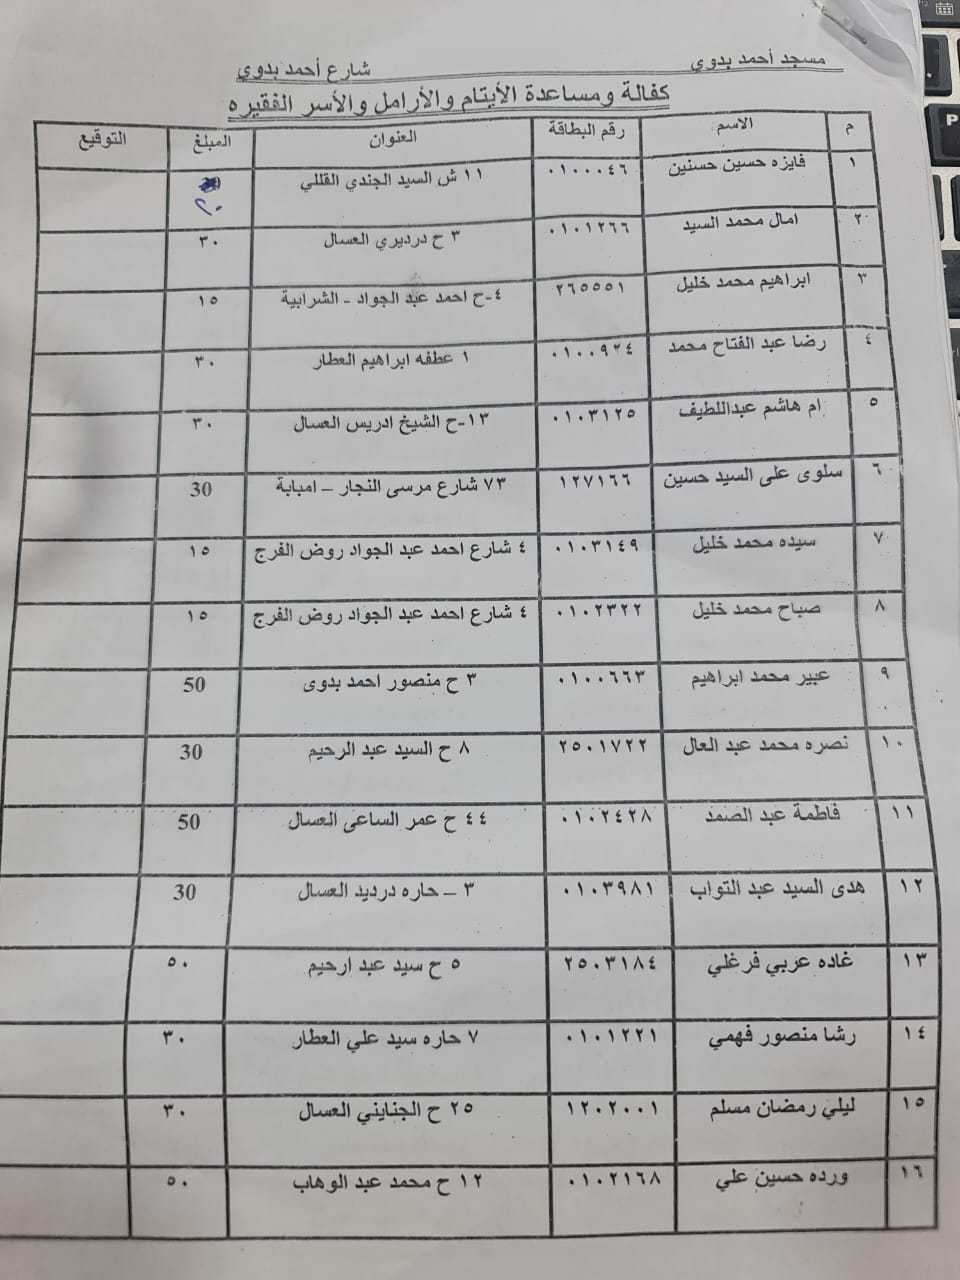 مسجد أحمد بدوي شارع أحمد بدوي
كفالة ومساعدة الأيتام والأرامل والأسر الفقيره
م الاسم رقم البطاقة العنوان المبلغ التوقيع
١ فايزه حسين حسنين ٠١٠٠٠٤٦ ١١ ش السيد الجندي القللي ٢٠
٢ امال محمد السيد ٠١٠١٢٦٦ ٣ ح درديري العسال ٣٠
٣ ابراهيم محمد خليل ٢٦٥٥٥١ ٤-ح احمد عبد الجواد - الشرابية ١٥
٤ رضا عبد الفتاح محمد ٠١٠٠٩٢٤ ١ عطفه ابراهيم العطار ٣٠
٥ ام هاشم عبداللطيف ٠١٠٣١٢٥ ١٣-ح الشيخ ادريس العسال ٣٠
٦ سلوى على السيد حسين ١٢٧١٦٦ ٧٣ شارع مرسى النجار – امبابة 30
٧ سيده محمد خليل ٠١٠٣١٤٩ ٤ شارع احمد عبد الجواد روض الفرج ١٥
٨ صباح محمد خليل ٠١٠٢٣٢٢ ٤ شارع احمد عبد الجواد روض الفرج ١٥
٩ عبير محمد ابراهيم ٠١٠٠٦٦٣ ٣ ح منصور احمد بدوى 50
١٠ نصره محمد عبد العال ٢٥٠١٧٢٢ ٨ ح السيد عبد الرحيم 30
١١ فاطمة عبد الصمد ٠١٠٢٤٢٨ ٤٤ ح عمر الساعى العسال 50
١٢ هدى السيد عبد التواب ٠١٠٣٩٨١ ٣ – حاره درديد العسال 30
١٣ غاده عربي فرغلي ٢٥٠٣١٨٤ ٥ ح سيد عبد ارحيم ٥٠
١٤ رشا منصور فهمي ٠١٠١٢٢١ ٧ حاره سيد علي العطار ٣٠
١٥ ليلي رمضان مسلم ١٢٠٢٠٠١ ٢٥ ح الجنايني العسال ٣٠
١٦ ورده حسين علي ٠١٠٢١٦٨ ١٢ ح محمد عبد الوهاب ٥٠